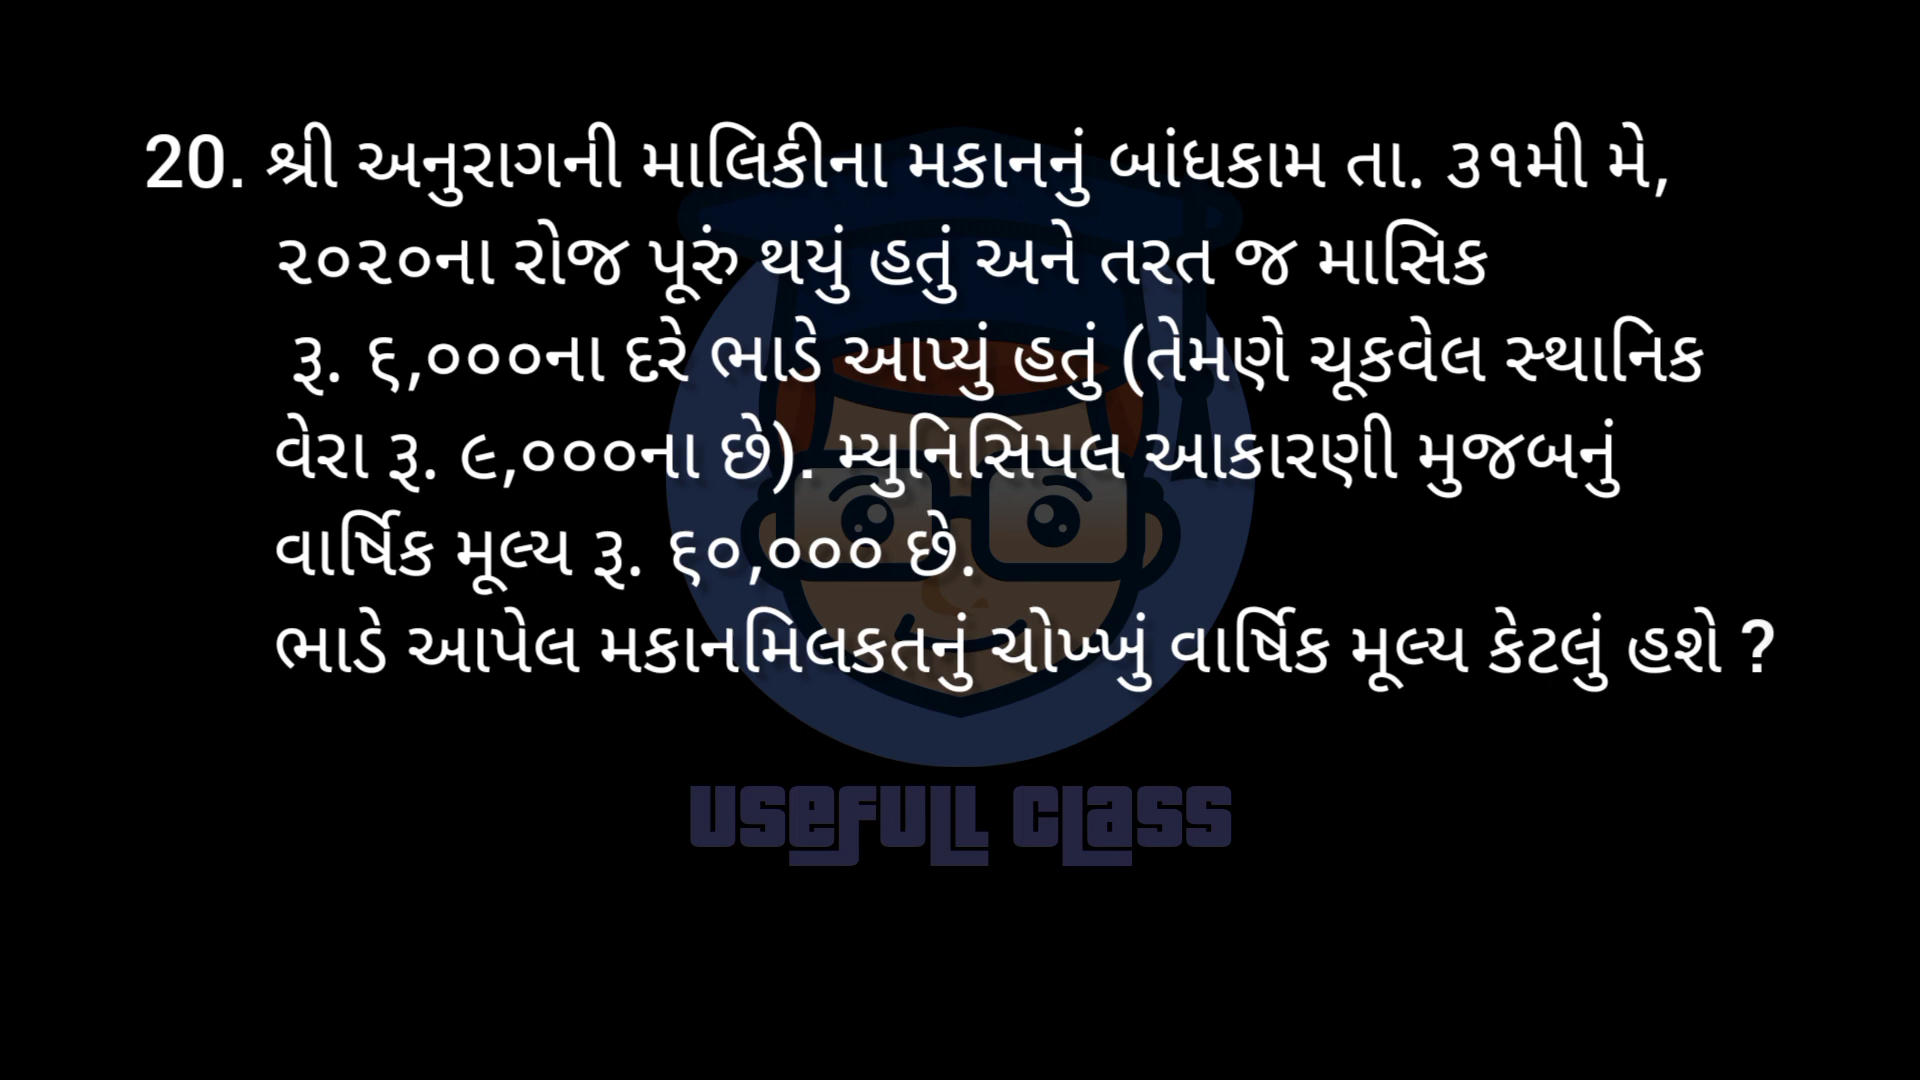 20. શ્રી અનુરાગની માલિકીના મકાનનું બાંધકામ તા. ૩૧મી મે,
૨૦૨૦ના રોજ પૂરું થયું હતું અને તરત જ માસિક
રૂ. ૬,૦૦૦ના દરે ભાડે આપ્યું હતું (તેમણે ચૂકવેલ સ્થાનિક
વેરા રૂ. ૯,૦૦૦ના છે). મ્યુનિસિપલ આકારણી મુજબનું
વાર્ષિક મૂલ્ય રૂ. ૬૦,૦૦૦ છે.
ભાડે આપેલ મકાનમિલકતનું ચોખ્ખું વાર્ષિક મૂલ્ય કેટલું હશે ?
USEFULL CLASS